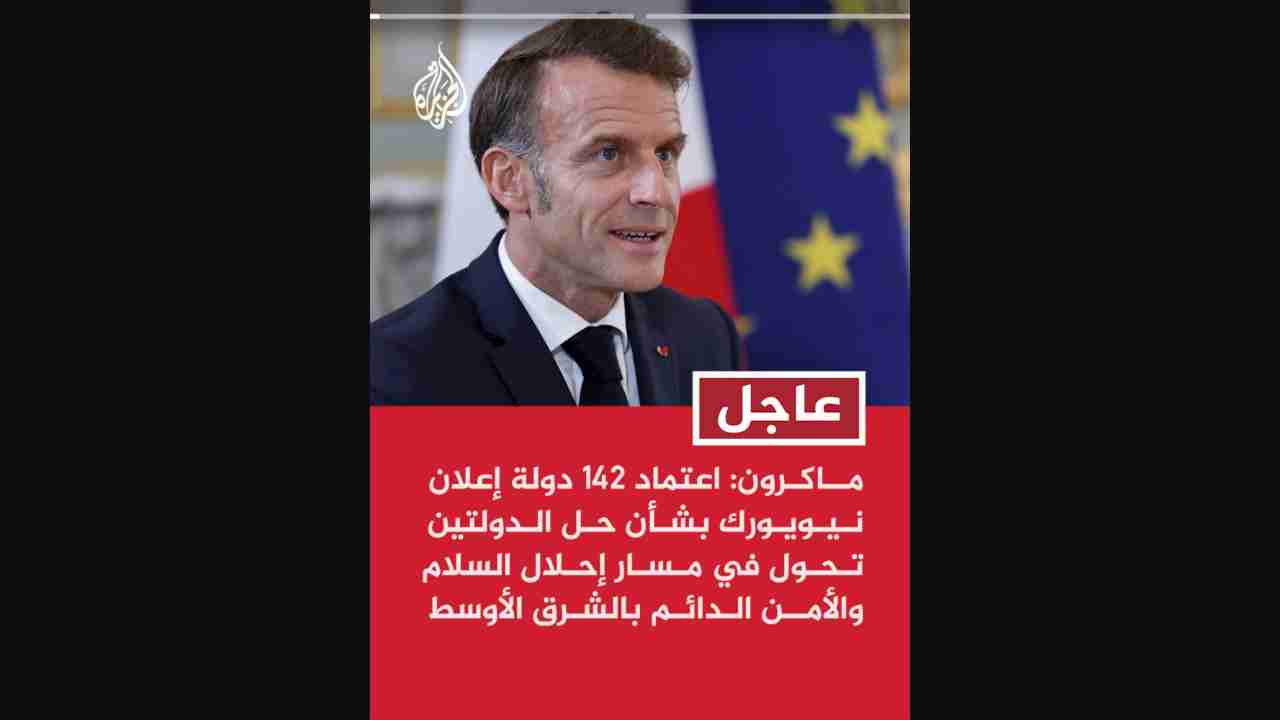 الجزيرة
عاجل
ماكرون: اعتماد 142 دولة إعلان
نيويورك بشأن حل الدولتين
تحول في مسار إحلال السلام
والأمن الدائم بالشرق الأوسط